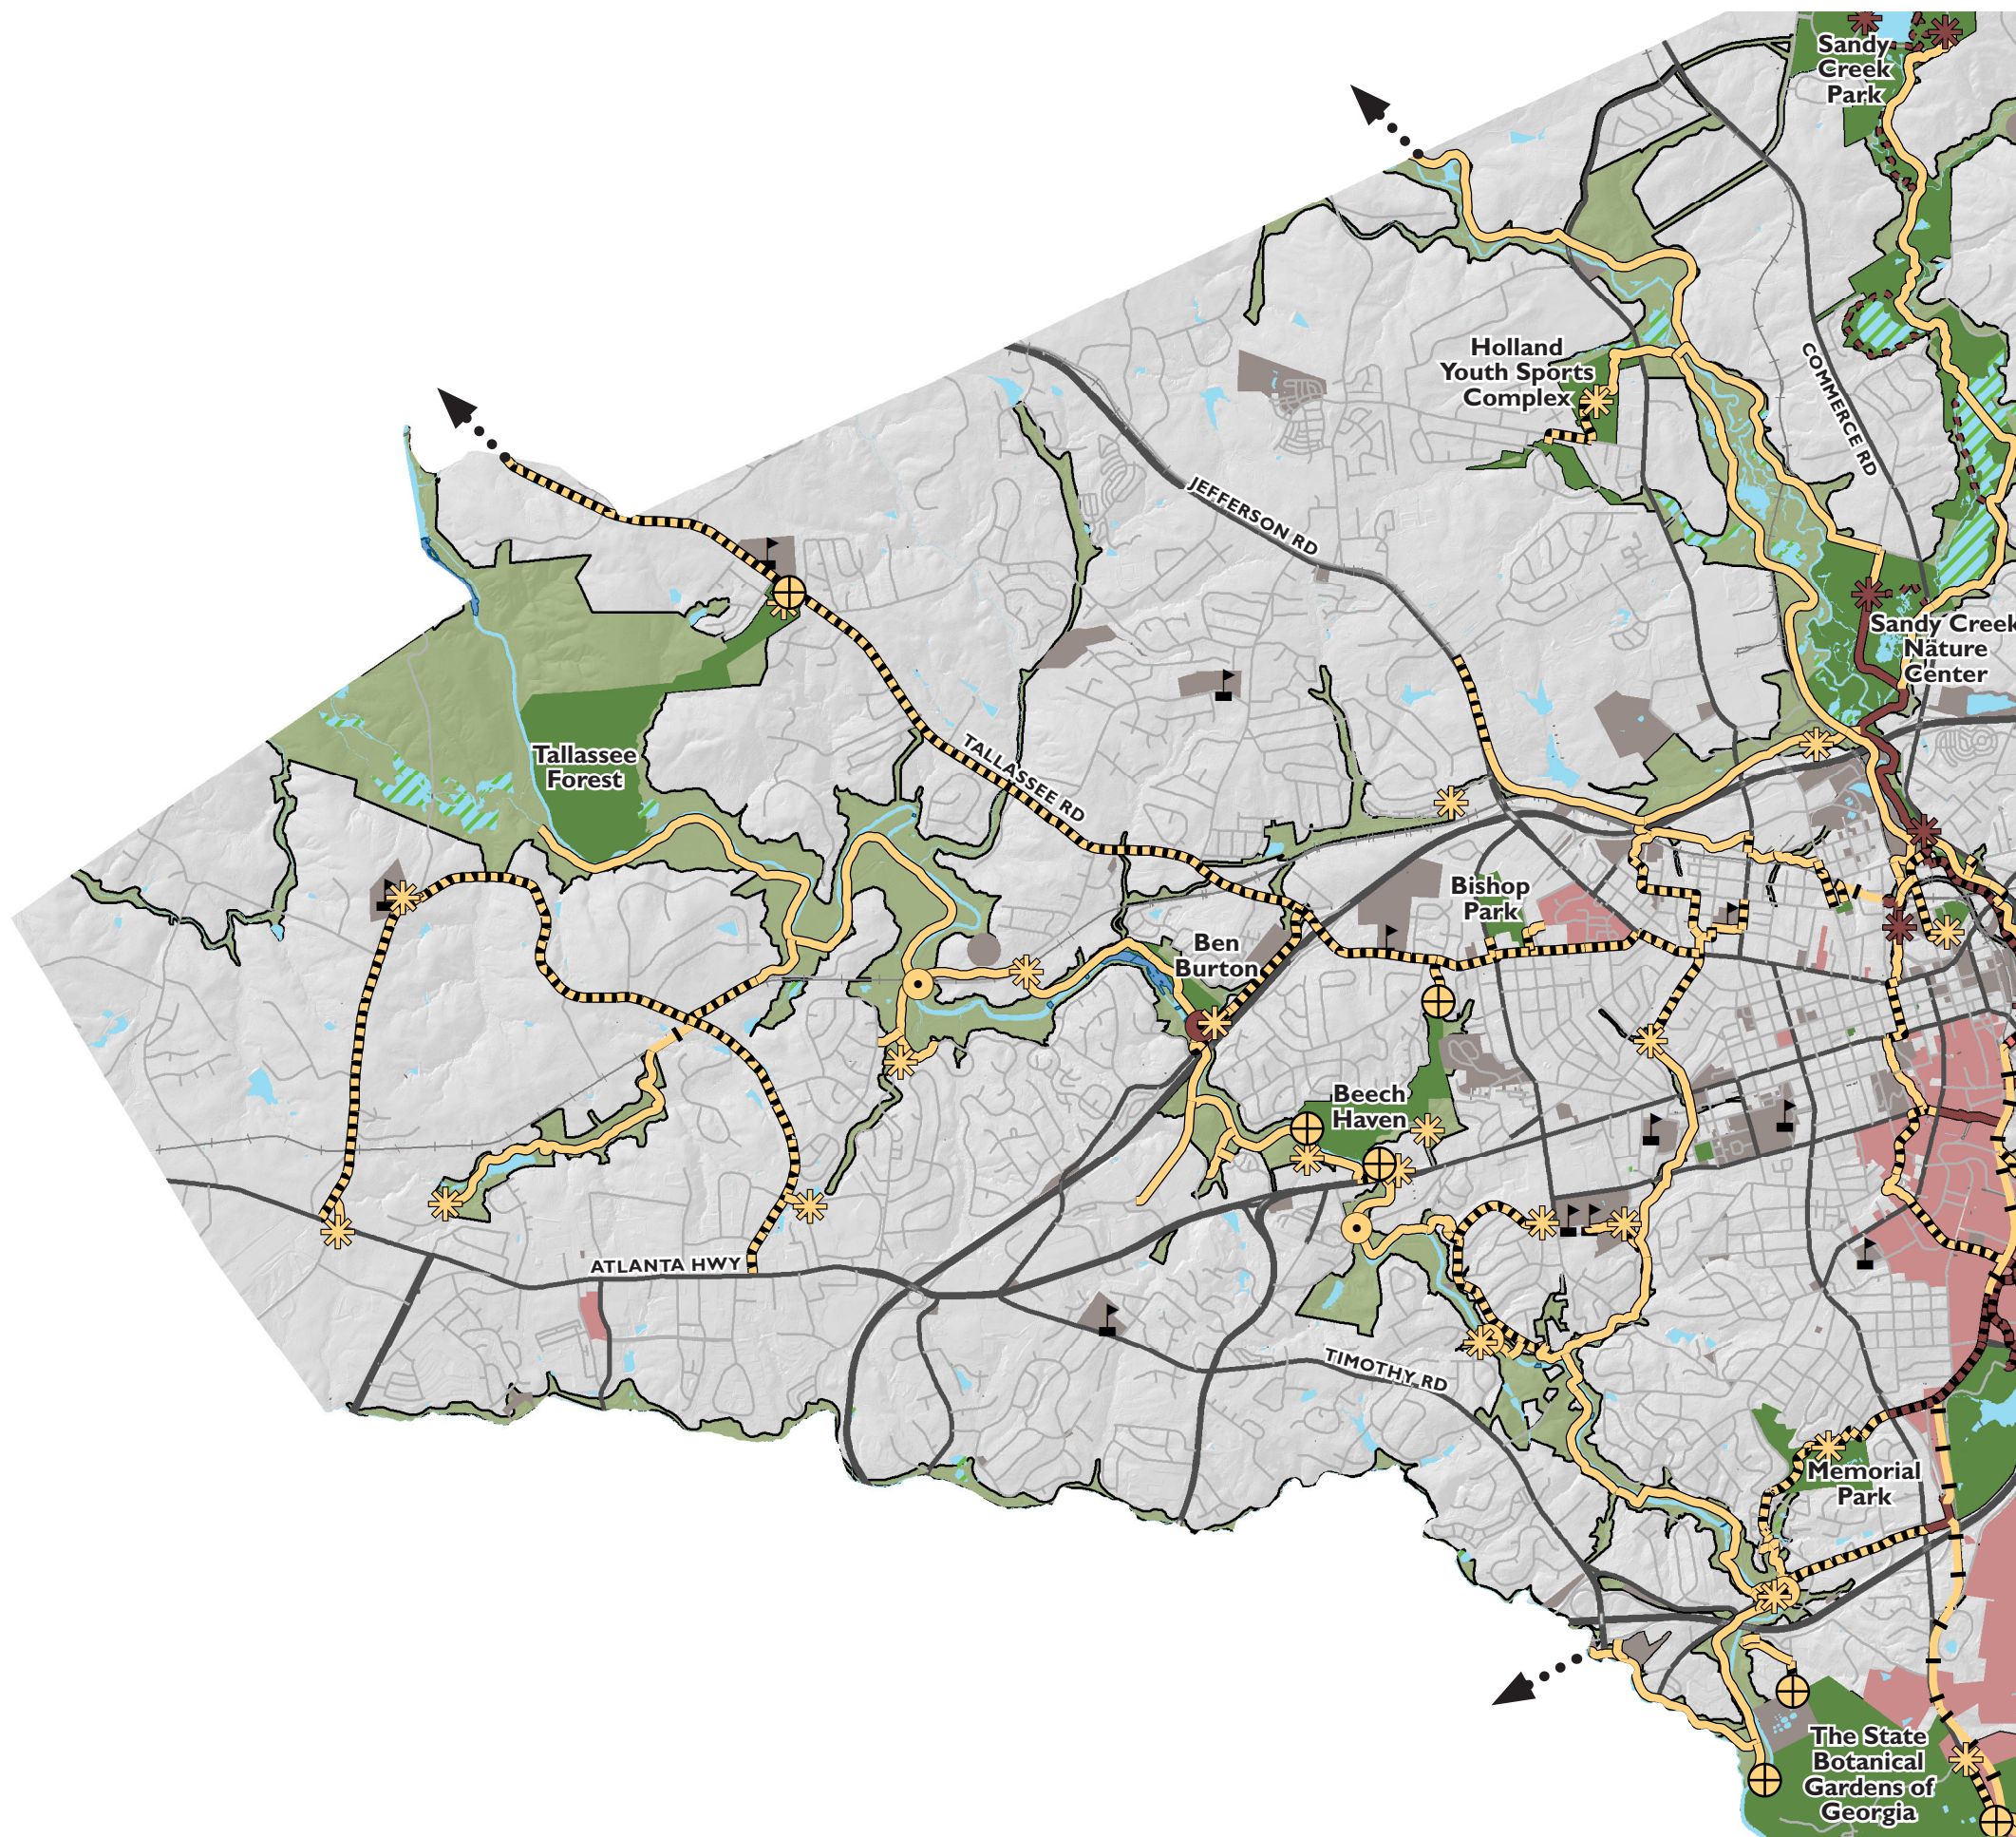 Sandy
Creek
Park
Holland
Youth Sports
Complex
COMMERCE RD
JEFFERSON RD
Sandy Creek
Nature
Center
Tallassee
Forest
TALLASSEE RD
Bishop
Park
Ben
Burton
Beech
Haven
ATLANTA HWY
TIMOTHY RD
Memorial
Park
The State
Botanical
Gardens of
Georgia